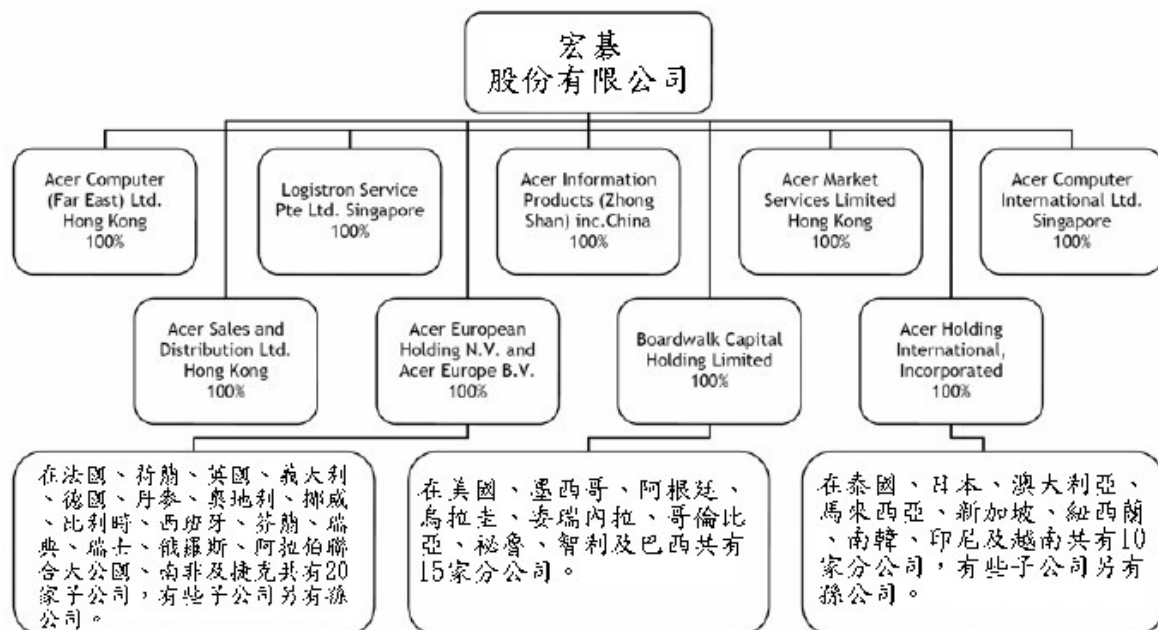 宏碁
股份有限公司
Acer Computer
(Far East) Ltd.
Hong Kong
100%
Logistron Service
Pte Ltd. Singapore
100%
Acer Information
Products (Zhong
Shan) inc.China
100%
Acer Market
Services Limited
Hong Kong
100%
Acer Computer
International Ltd.
Singapore
100%
Acer Sales and
Distribution Ltd.
Hong Kong
100%
Acer European
Holding N.V. and
Acer Europe B.V.
100%
Boardwalk Capital
Holding Limited
100%
Acer Holding
International,
Incorporated
100%
在法國、荷蘭、英國、義大利
、德國、丹麥、奧地利、挪威
、比利時、西班牙、芬蘭、瑞
典、瑞士、俄羅斯、阿拉伯聯
合大公國、南非及捷克共有20
家子公司，有些子公司另有孫
公司。
在美國、墨西哥、阿根廷、
烏拉圭、委瑞內拉、哥倫比
亞、祕魯、智利及巴西共有
15家分公司。
在泰國、日本、澳大利亞、
馬來西亞、新加坡、紐西蘭
、南韓、印尼及越南共有10
家分公司，有些子公司另有
孫公司。